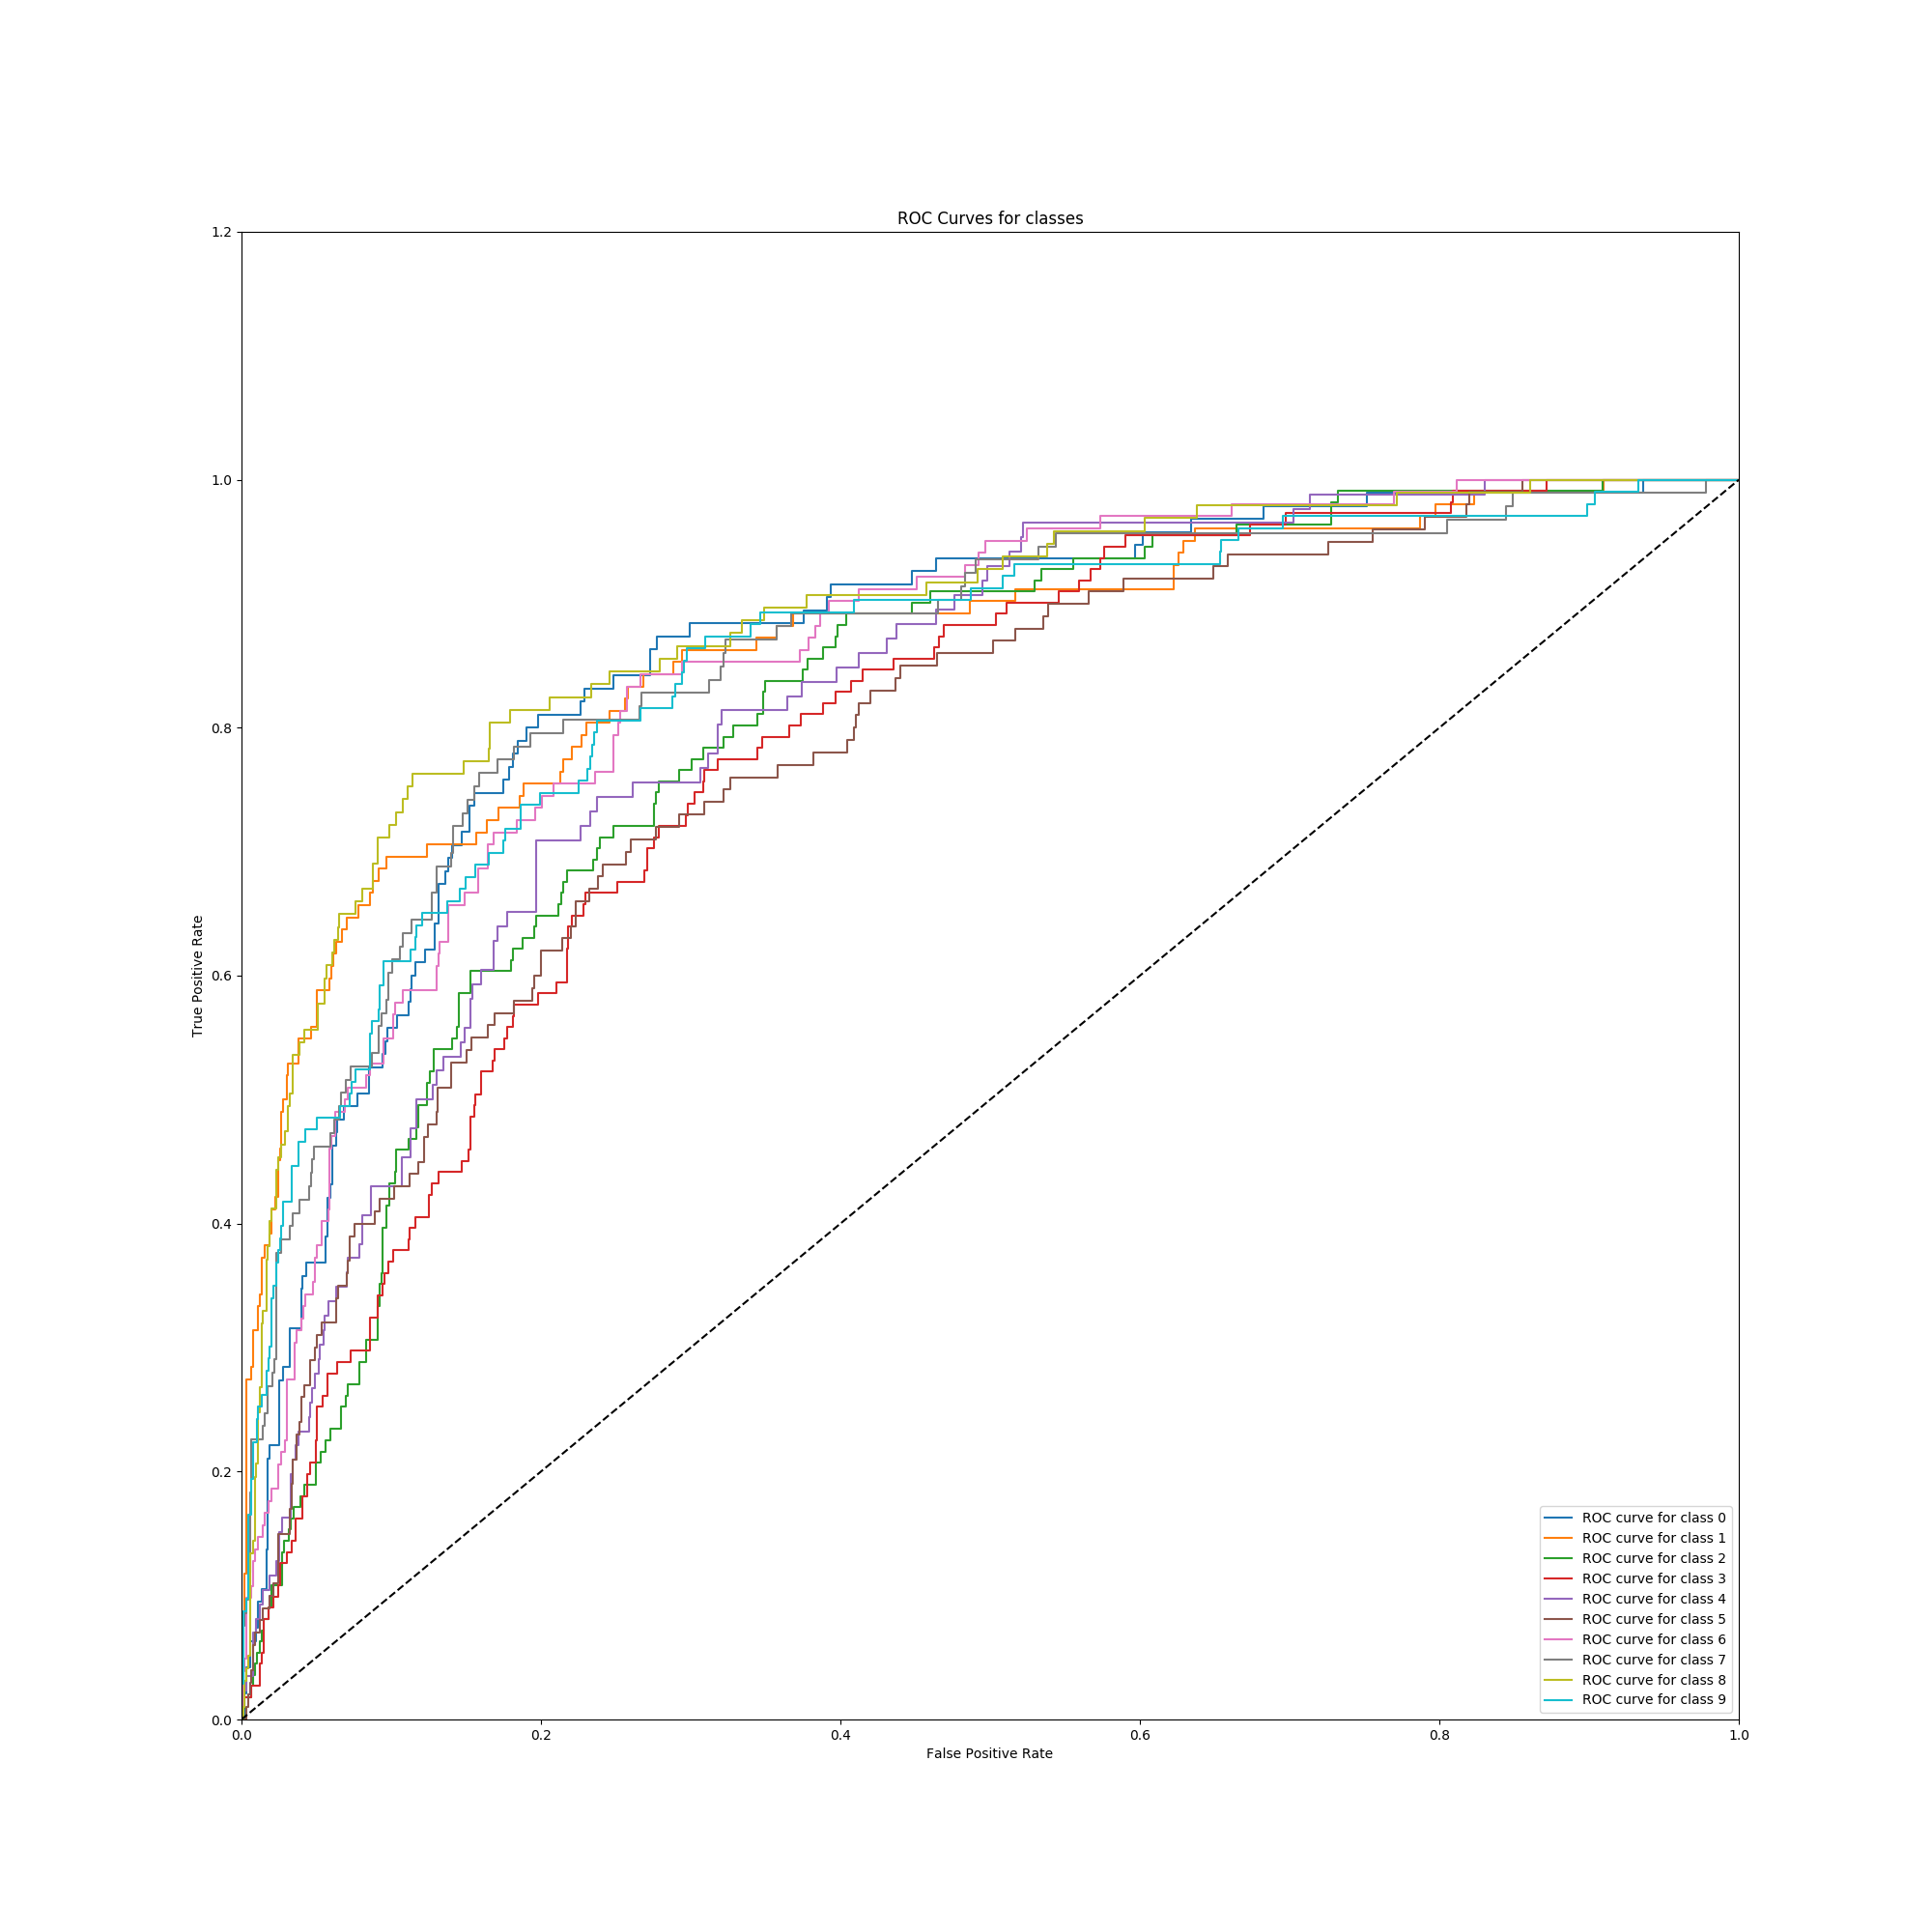 ROC Curves for classes
1.2
1.0
0.8
0.6
0.4
0.2
0.0
True Positive Rate
0.0 0.2 0.4 0.6 0.8 1.0
False Positive Rate
ROC curve for class 0
ROC curve for class 1
ROC curve for class 2
ROC curve for class 3
ROC curve for class 4
ROC curve for class 5
ROC curve for class 6
ROC curve for class 7
ROC curve for class 8
ROC curve for class 9